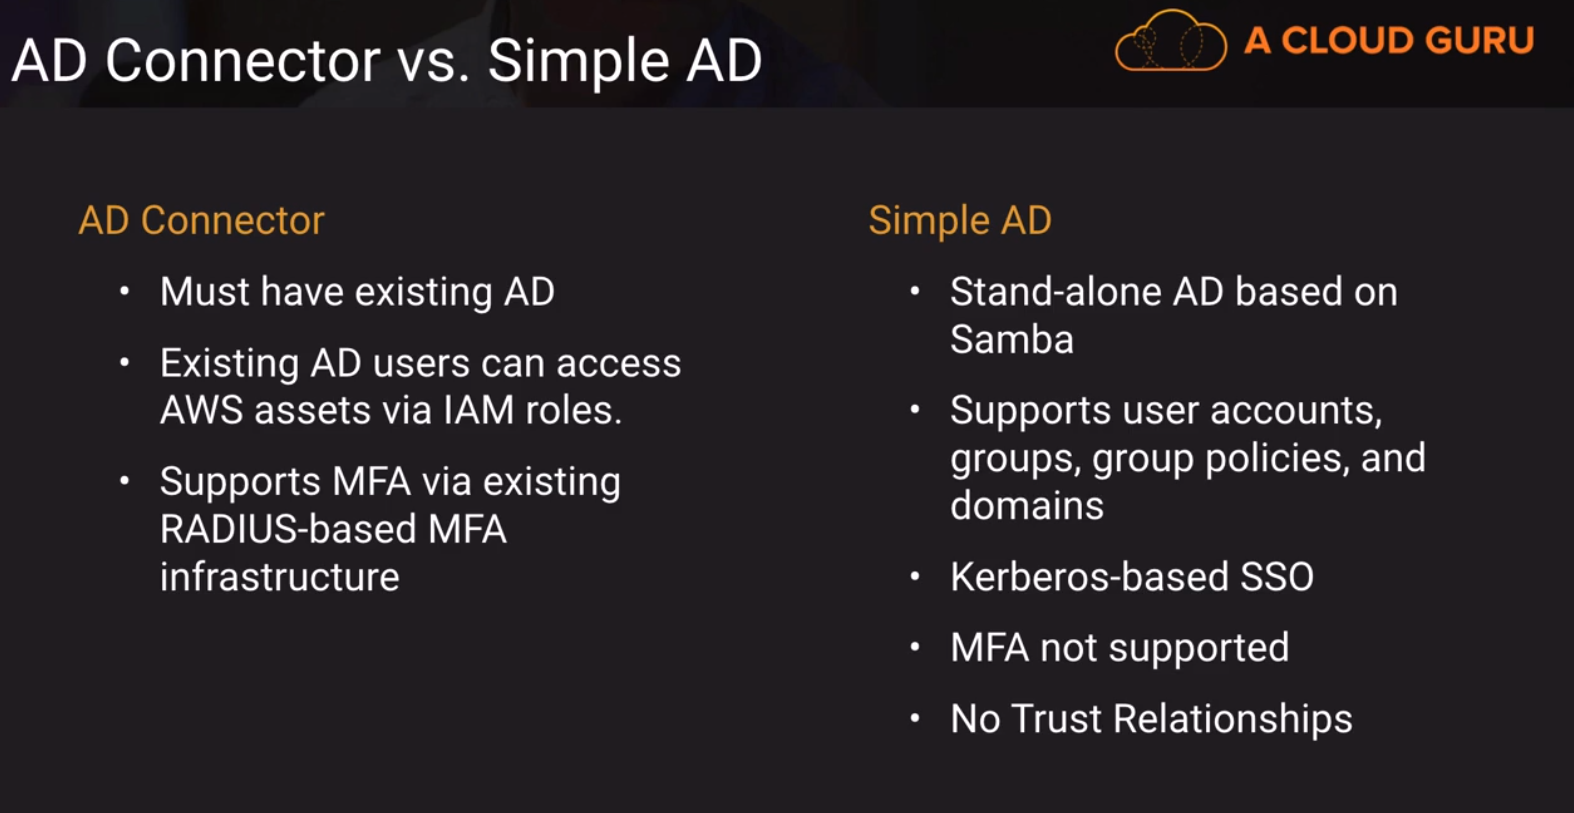 AD Connector vs. Simple AD
A CLOUD GURU
AD Connector
• Must have existing AD
• Existing AD users can access
AWS assets via IAM roles.
• Supports MFA via existing
RADIUS-based MFA
infrastructure
Simple AD
• Stand-alone AD based on
Samba
• Supports user accounts,
groups, group policies, and
domains
• Kerberos-based SSO
• MFA not supported
• No Trust Relationships